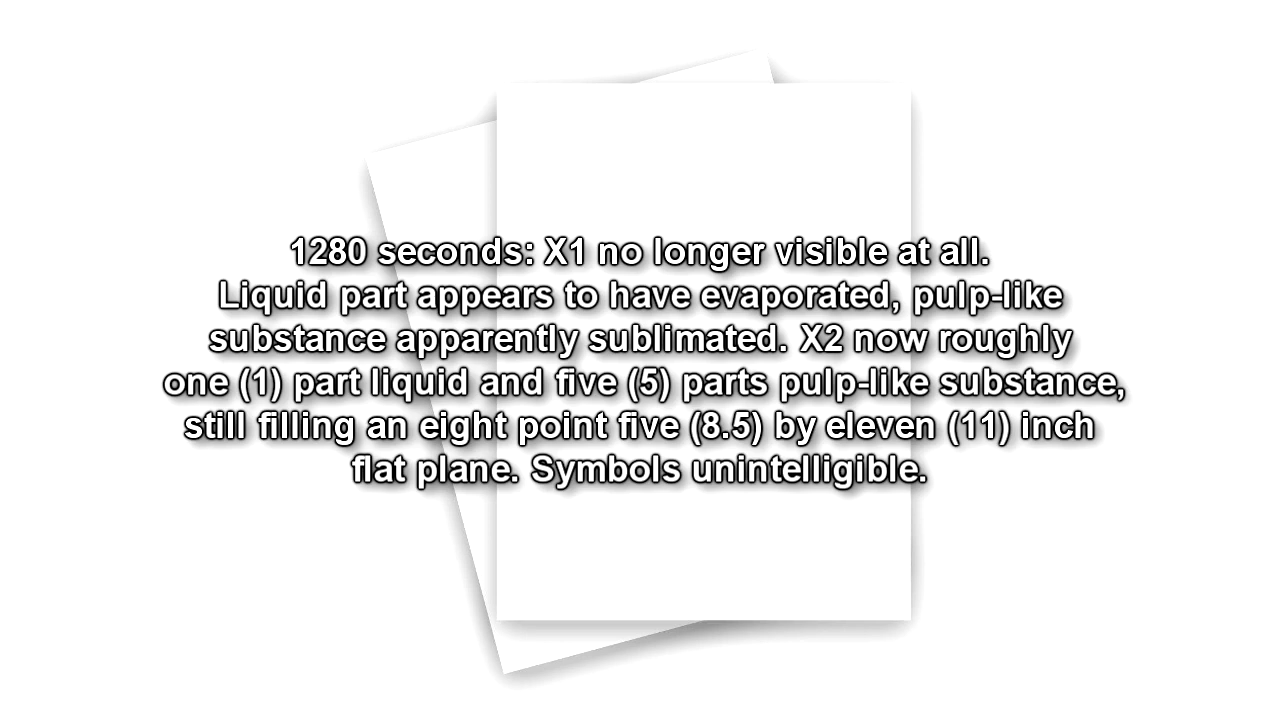 1280 seconds: X1 no longer visible at all.
Liquid part appears to have evaporated, pulp-like
substance apparently sublimated. X2 now roughly
one (1) part liquid and five (5) parts pulp-like substance,
still filling an eight point five (8.5) by eleven (11) inch
flat plane. Symbols unintelligible.